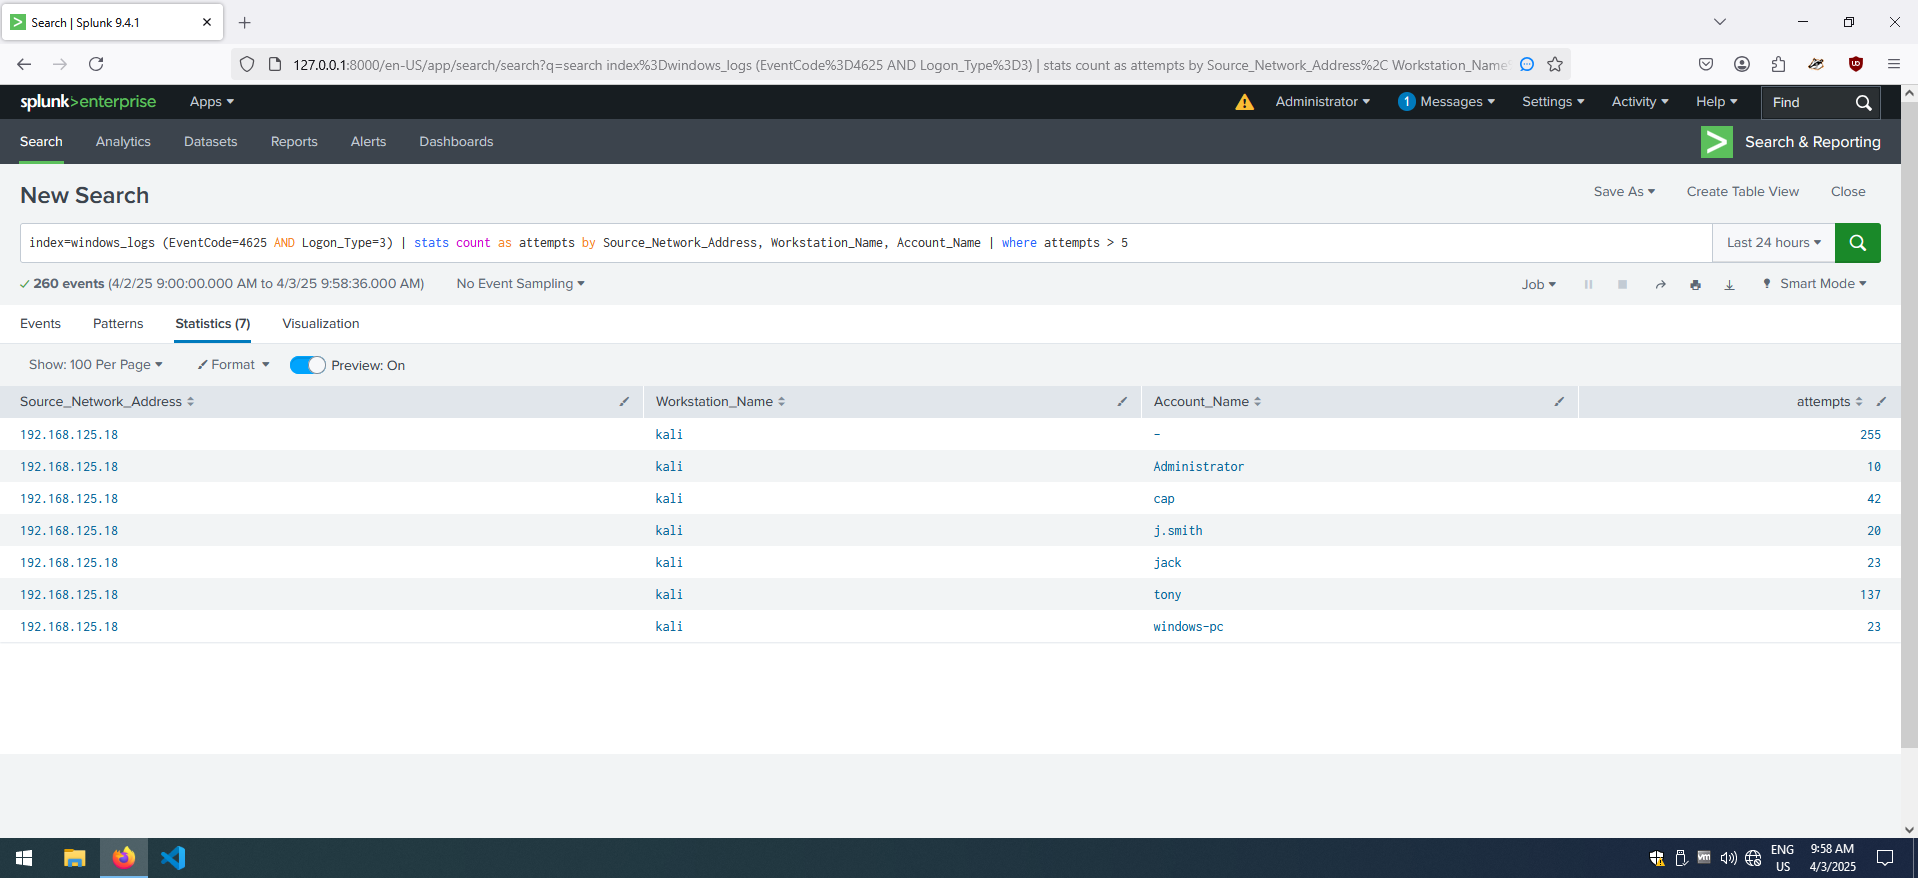 Search | Splunk 9.4.1
127.0.0.1:8000/en-US/app/search/search?q=search index%3Dwindows_logs (EventCode%3D4625 AND Logon_Type%3D3) | stats count as attempts by Source_Network_Address%2C Workstation_Name
splunk>enterprise Apps Administrator 1 Messages Settings Activity Help Find
Search Analytics Datasets Reports Alerts Dashboards Search & Reporting
New Search Save As Create Table View Close
index=windows_logs (EventCode=4625 AND Logon_Type=3) | stats count as attempts by Source_Network_Address, Workstation_Name, Account_Name | where attempts > 5 Last 24 hours
260 events (4/2/25 9:00:00.000 AM to 4/3/25 9:58:36.000 AM) No Event Sampling Job Smart Mode
Events Patterns Statistics (7) Visualization
Show: 100 Per Page Format Preview: On
Source_Network_Address Workstation_Name Account_Name attempts
192.168.125.18 kali - 255
192.168.125.18 kali Administrator 10
192.168.125.18 kali cap 42
192.168.125.18 kali j.smith 20
192.168.125.18 kali jack 23
192.168.125.18 kali tony 137
192.168.125.18 kali windows-pc 23
ENG 9:58 AM
US 4/3/2025